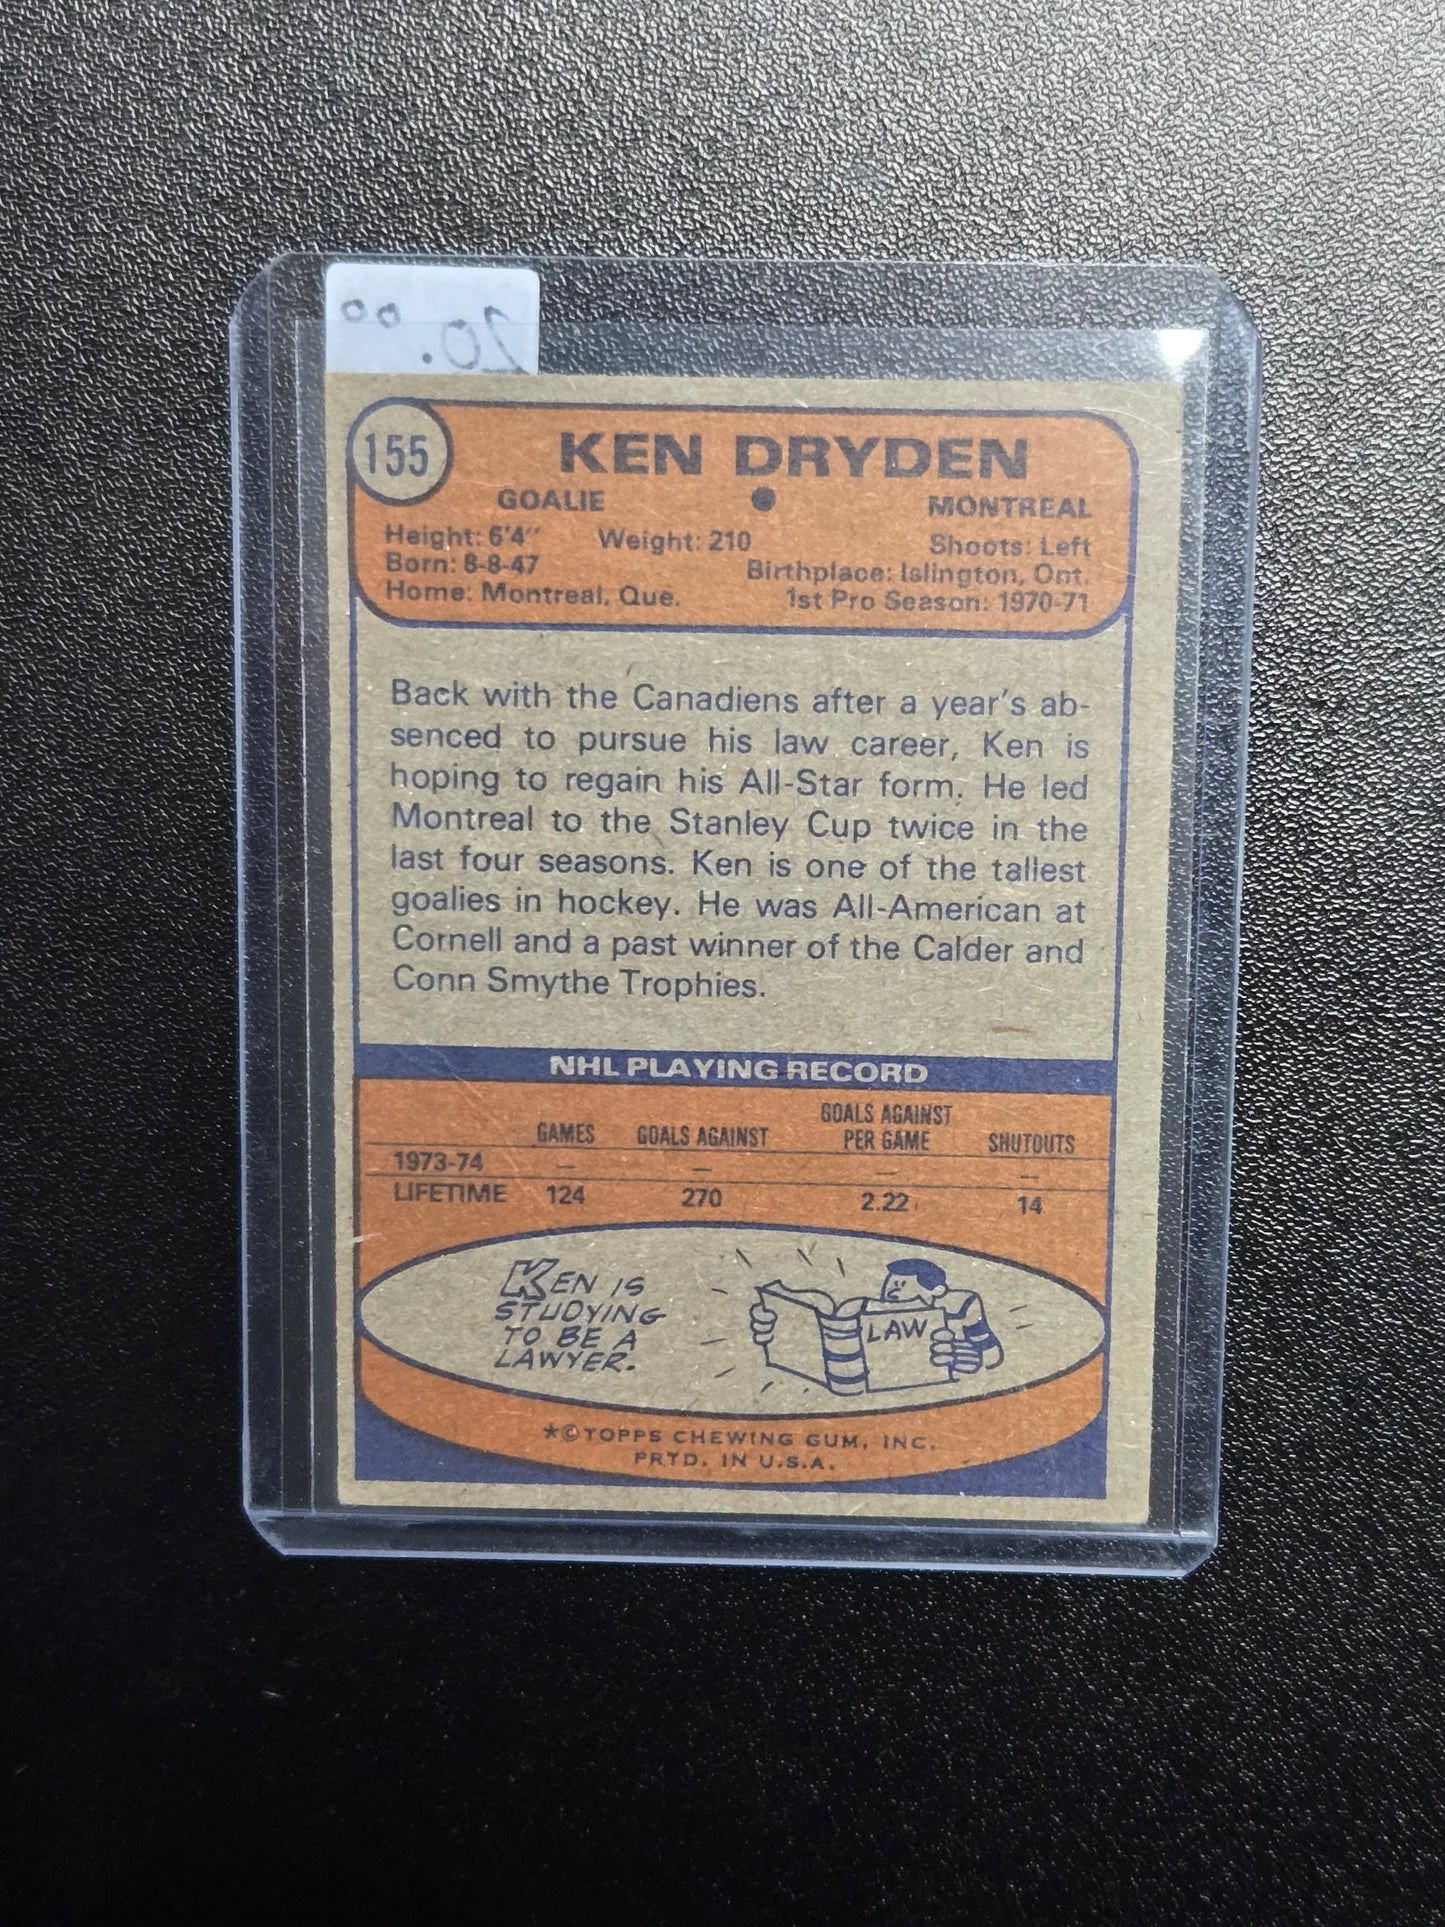 20.00
155
KEN DRYDEN
GOALIE ● MONTREAL
Height: 6'4" Weight: 210 Shoots: Left
Born: 8-8-47 Birthplace: Islington, Ont.
Home: Montreal, Que. 1st Pro Season: 1970-71
Back with the Canadiens after a year's ab-
senced to pursue his law career, Ken is
hoping to regain his All-Star form. He led
Montreal to the Stanley Cup twice in the
last four seasons. Ken is one of the tallest
goalies in hockey. He was All-American at
Cornell and a past winner of the Calder and
Conn Smythe Trophies.
NHL PLAYING RECORD
GAMES GOALS AGAINST GOALS AGAINST PER GAME SHUTOUTS
1973-74 — — — —
LIFETIME 124 270 2.22 14
KEN IS
STUDYING
TO BE A
LAWYER.
LAW
*©TOPPS CHEWING GUM, INC.
PRTD. IN U.S.A.